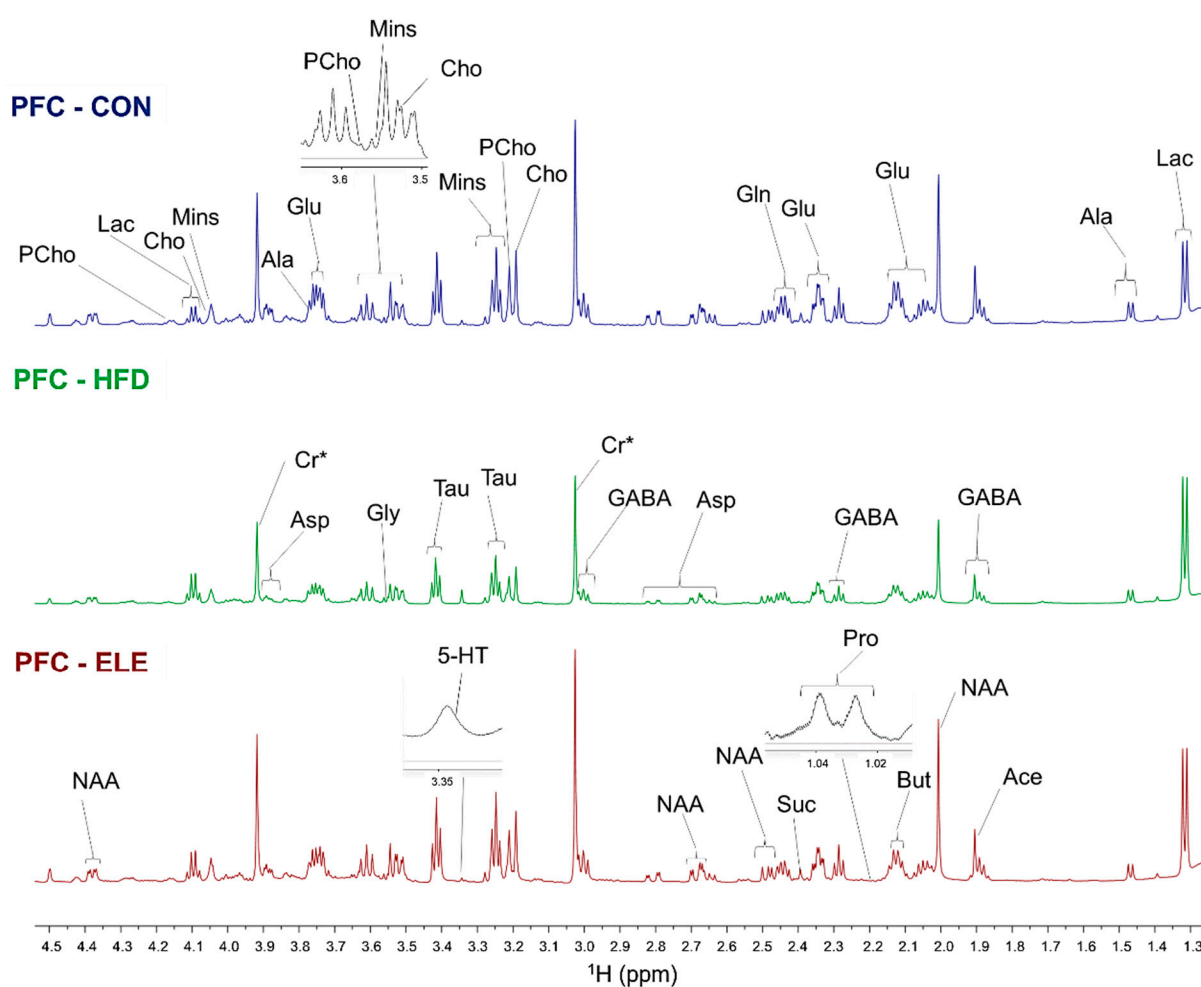 Mins
PCho
Cho
PFC - CON
3.6 3.5
PCho
Cho
Mins
Lac
Mins
Cho
PCho
Glu
Ala
Gln
Glu
Glu
Ala
Lac
PFC - HFD
Cr*
Asp
Gly
Tau
Tau
Cr*
GABA
Asp
GABA
GABA
PFC - ELE
5-HT
3.35
Pro
1.04 1.02
NAA
NAA
NAA
Suc
But
NAA
Ace
4.5 4.4 4.3 4.2 4.1 4.0 3.9 3.8 3.7 3.6 3.5 3.4 3.3 3.2 3.1 3.0 2.9 2.8 2.7 2.6 2.5 2.4 2.3 2.2 2.1 2.0 1.9 1.8 1.7 1.6 1.5 1.4 1.3
¹H (ppm)